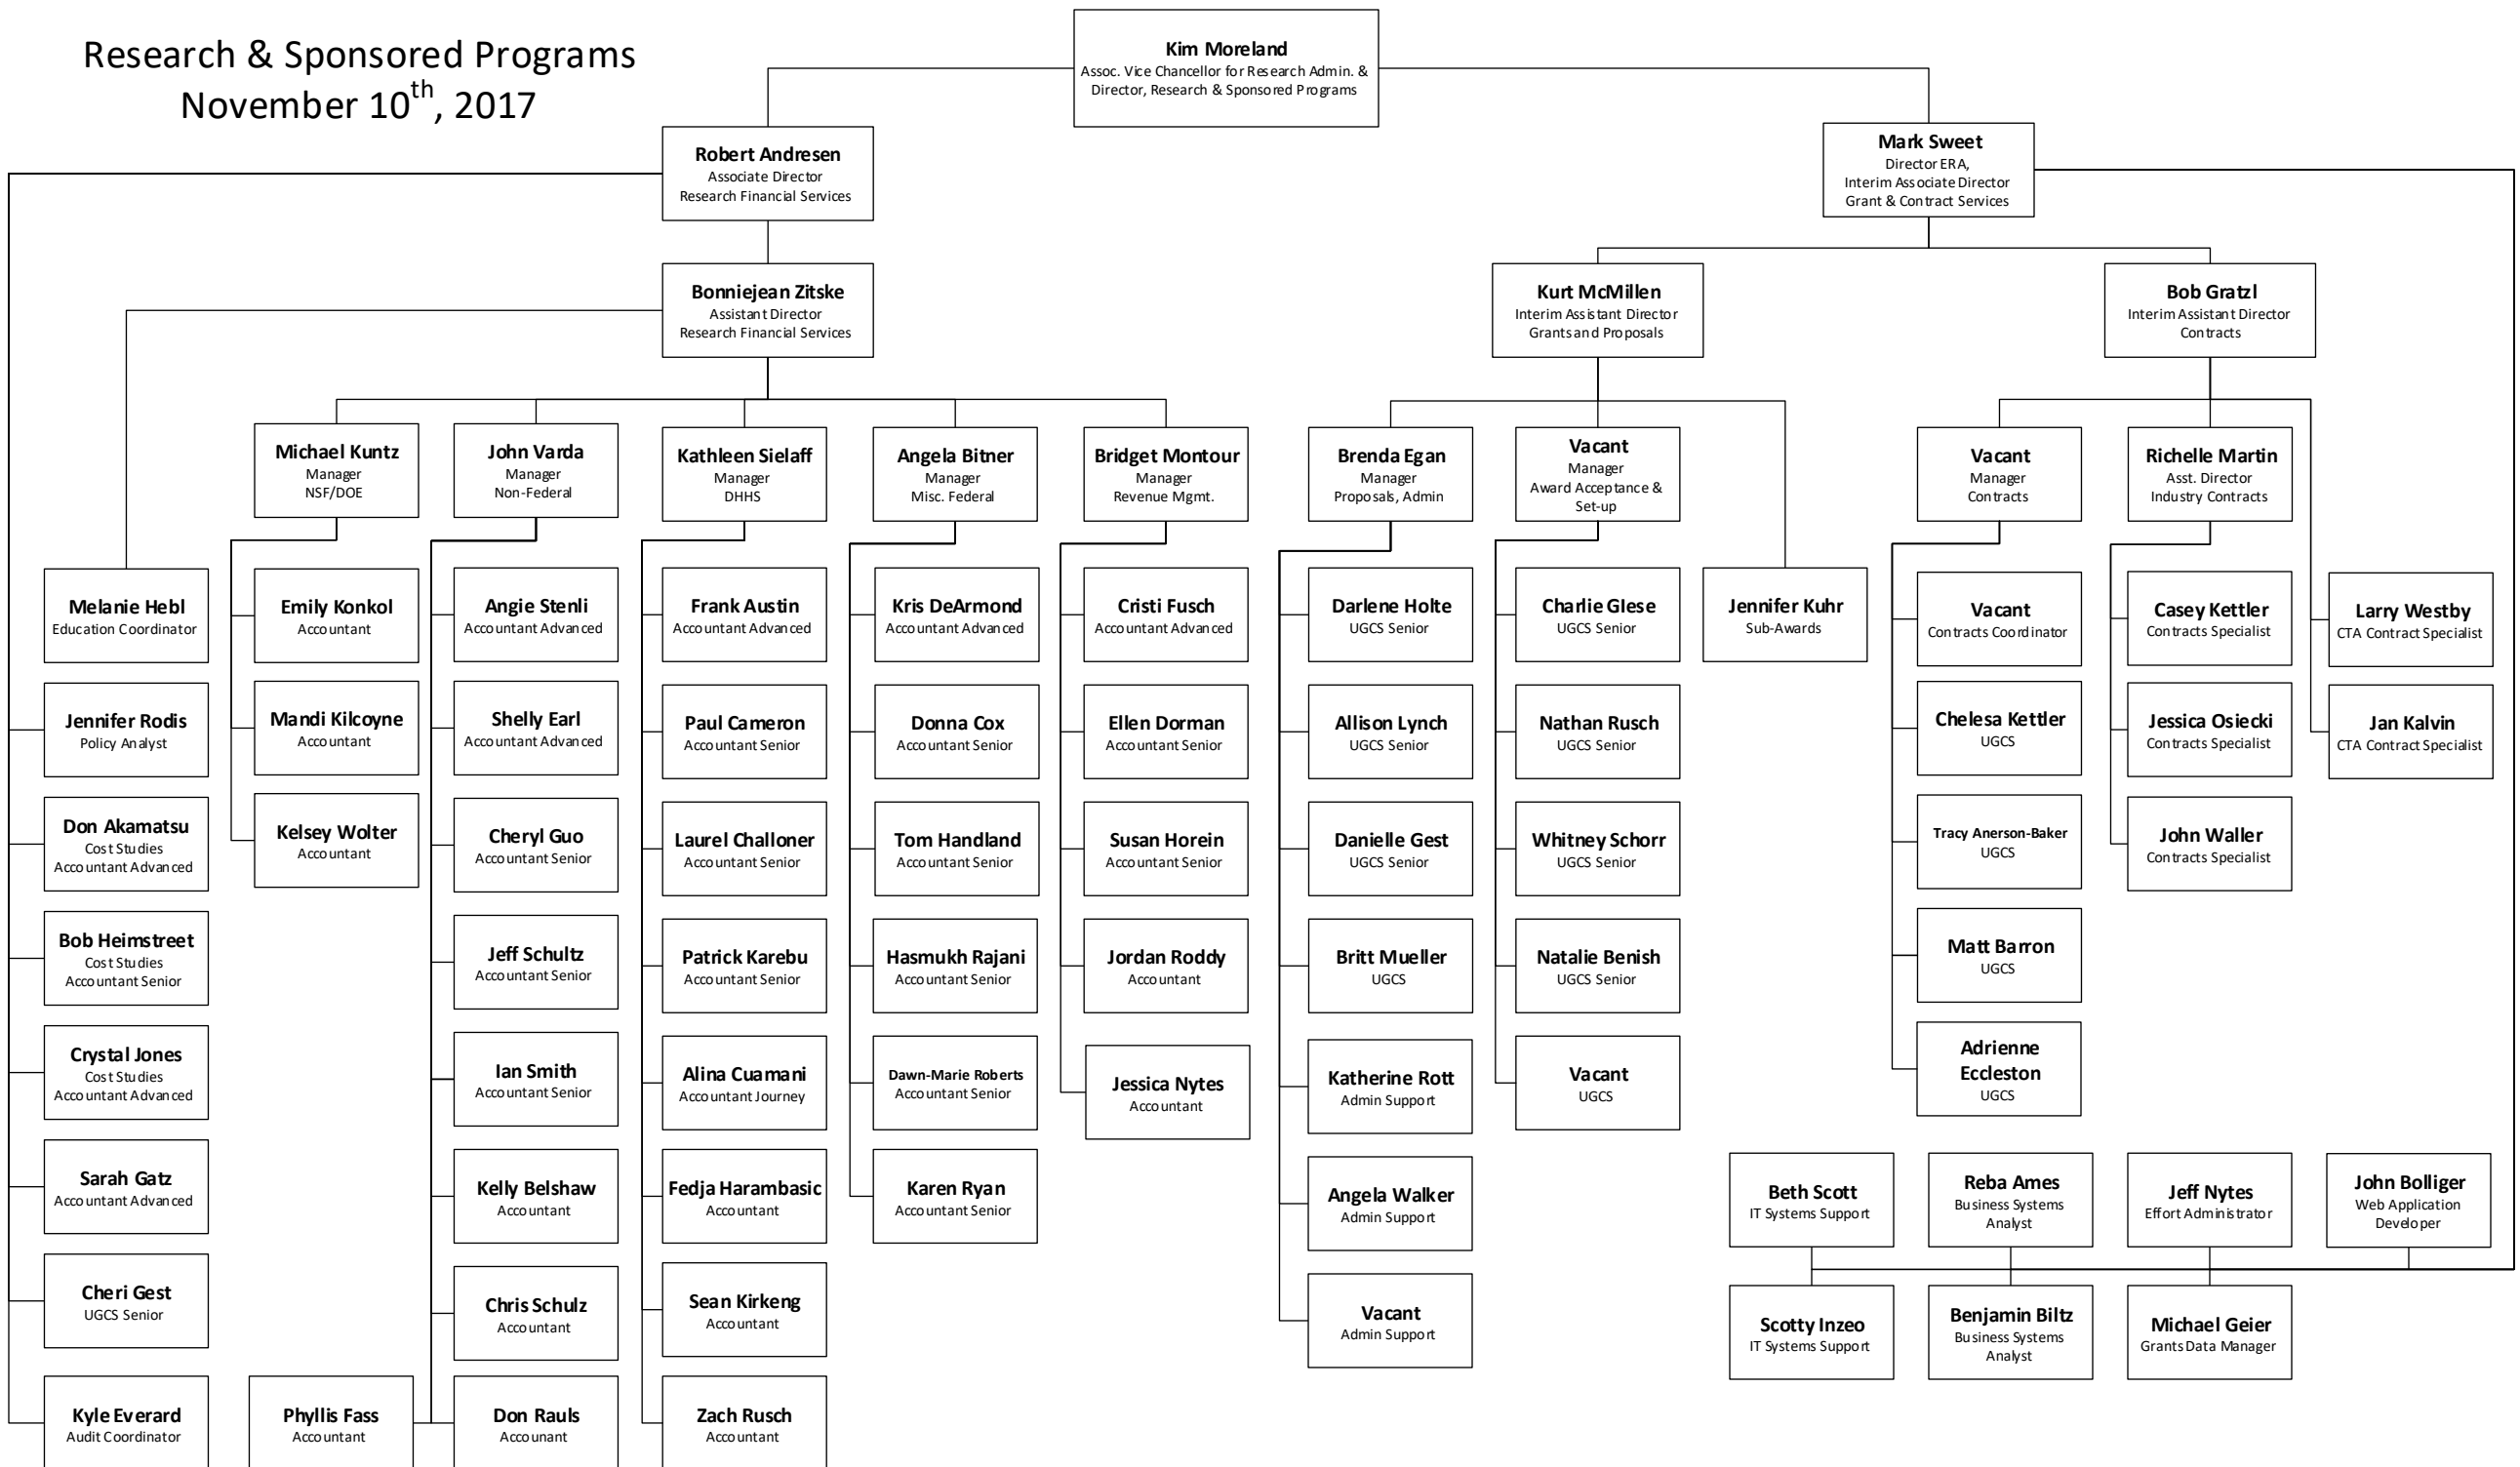 Research & Sponsored Programs
November 10th, 2017
Kim Moreland
Assoc. Vice Chancellor for Research Admin. &
Director, Research & Sponsored Programs
Robert Andresen
Associate Director
Research Financial Services
Mark Sweet
Director ERA,
Interim Associate Director
Grant & Contract Services
Bonniejean Zitske
Assistant Director
Research Financial Services
Kurt McMillen
Interim Assistant Director
Grants and Proposals
Bob Gratzl
Interim Assistant Director
Contracts
Michael Kuntz
Manager
NSF/DOE
John Varda
Manager
Non-Federal
Kathleen Sielaff
Manager
DHHS
Angela Bitner
Manager
Misc. Federal
Bridget Montour
Manager
Revenue Mgmt.
Brenda Egan
Manager
Proposals, Admin
Vacant
Manager
Award Acceptance &
Set-up
Vacant
Manager
Contracts
Richelle Martin
Asst. Director
Industry Contracts
Melanie Hebl
Education Coordinator
Jennifer Rodis
Policy Analyst
Don Akamatsu
Cost Studies
Accountant Advanced
Bob Heimstreet
Cost Studies
Accountant Senior
Crystal Jones
Cost Studies
Accountant Advanced
Sarah Gatz
Accountant Advanced
Cheri Gest
UGCS Senior
Kyle Everard
Audit Coordinator
Emily Konkol
Accountant
Mandi Kilcoyne
Accountant
Kelsey Wolter
Accountant
Phyllis Fass
Accountant
Angie Stenli
Accountant Advanced
Shelly Earl
Accountant Advanced
Cheryl Guo
Accountant Senior
Jeff Schultz
Accountant Senior
Ian Smith
Accountant Senior
Kelly Belshaw
Accountant
Chris Schulz
Accountant
Don Rauls
Accounant
Frank Austin
Accountant Advanced
Paul Cameron
Accountant Senior
Laurel Challoner
Accountant Senior
Patrick Karebu
Accountant Senior
Alina Cuamani
Accountant Journey
Fedja Harambasic
Accountant
Sean Kirkeng
Accountant
Zach Rusch
Accountant
Kris DeArmond
Accountant Advanced
Donna Cox
Accountant Senior
Tom Handland
Accountant Senior
Hasmukh Rajani
Accountant Senior
Dawn-Marie Roberts
Accountant Senior
Karen Ryan
Accountant Senior
Cristi Fusch
Accountant Advanced
Ellen Dorman
Accountant Senior
Susan Horein
Accountant Senior
Jordan Roddy
Accountant
Jessica Nytes
Accountant
Darlene Holte
UGCS Senior
Allison Lynch
UGCS Senior
Danielle Gest
UGCS Senior
Britt Mueller
UGCS
Katherine Rott
Admin Support
Angela Walker
Admin Support
Vacant
Admin Support
Charlie GIese
UGCS Senior
Nathan Rusch
UGCS Senior
Whitney Schorr
UGCS Senior
Natalie Benish
UGCS Senior
Vacant
UGCS
Jennifer Kuhr
Sub-Awards
Vacant
Contracts Coordinator
Chelesa Kettler
UGCS
Tracy Anerson-Baker
UGCS
Matt Barron
UGCS
Adrienne
Eccleston
UGCS
Casey Kettler
Contracts Specialist
Jessica Osiecki
Contracts Specialist
John Waller
Contracts Specialist
Larry Westby
CTA Contract Specialist
Jan Kalvin
CTA Contract Specialist
Beth Scott
IT Systems Support
Reba Ames
Business Systems
Analyst
Jeff Nytes
Effort Administrator
John Bolliger
Web Application
Developer
Scotty Inzeo
IT Systems Support
Benjamin Biltz
Business Systems
Analyst
Michael Geier
Grants Data Manager